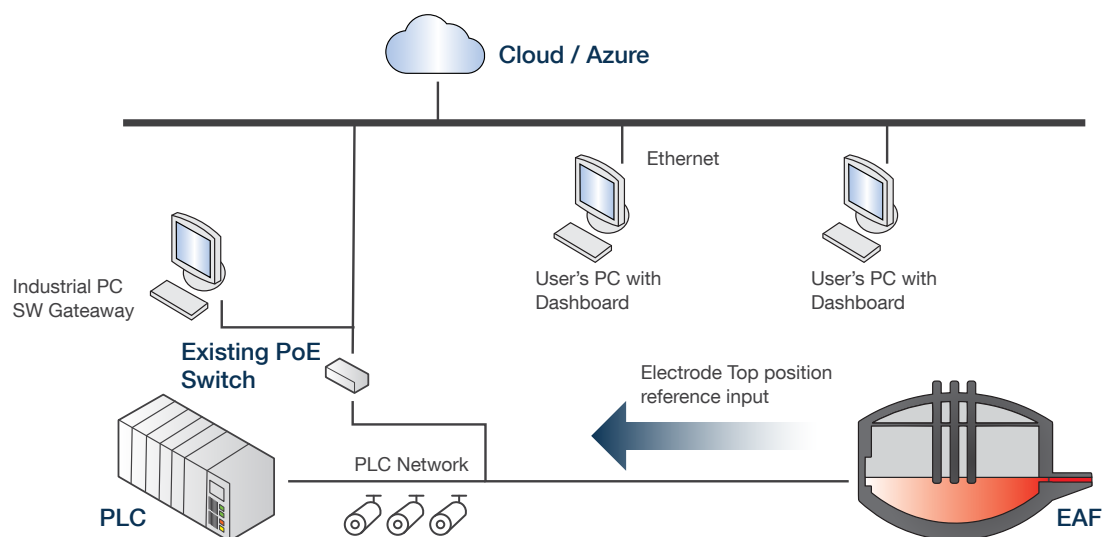 Cloud / Azure
Ethernet
User's PC with
Dashboard
User's PC with
Dashboard
Industrial PC
SW Gateaway
Existing PoE
Switch
Electrode Top position
reference input
PLC Network
PLC
EAF